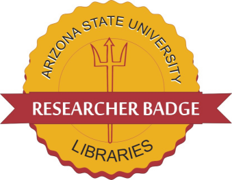 ARIZONA STATE UNIVERSITY
RESEARCHER BADGE
LIBRARIES